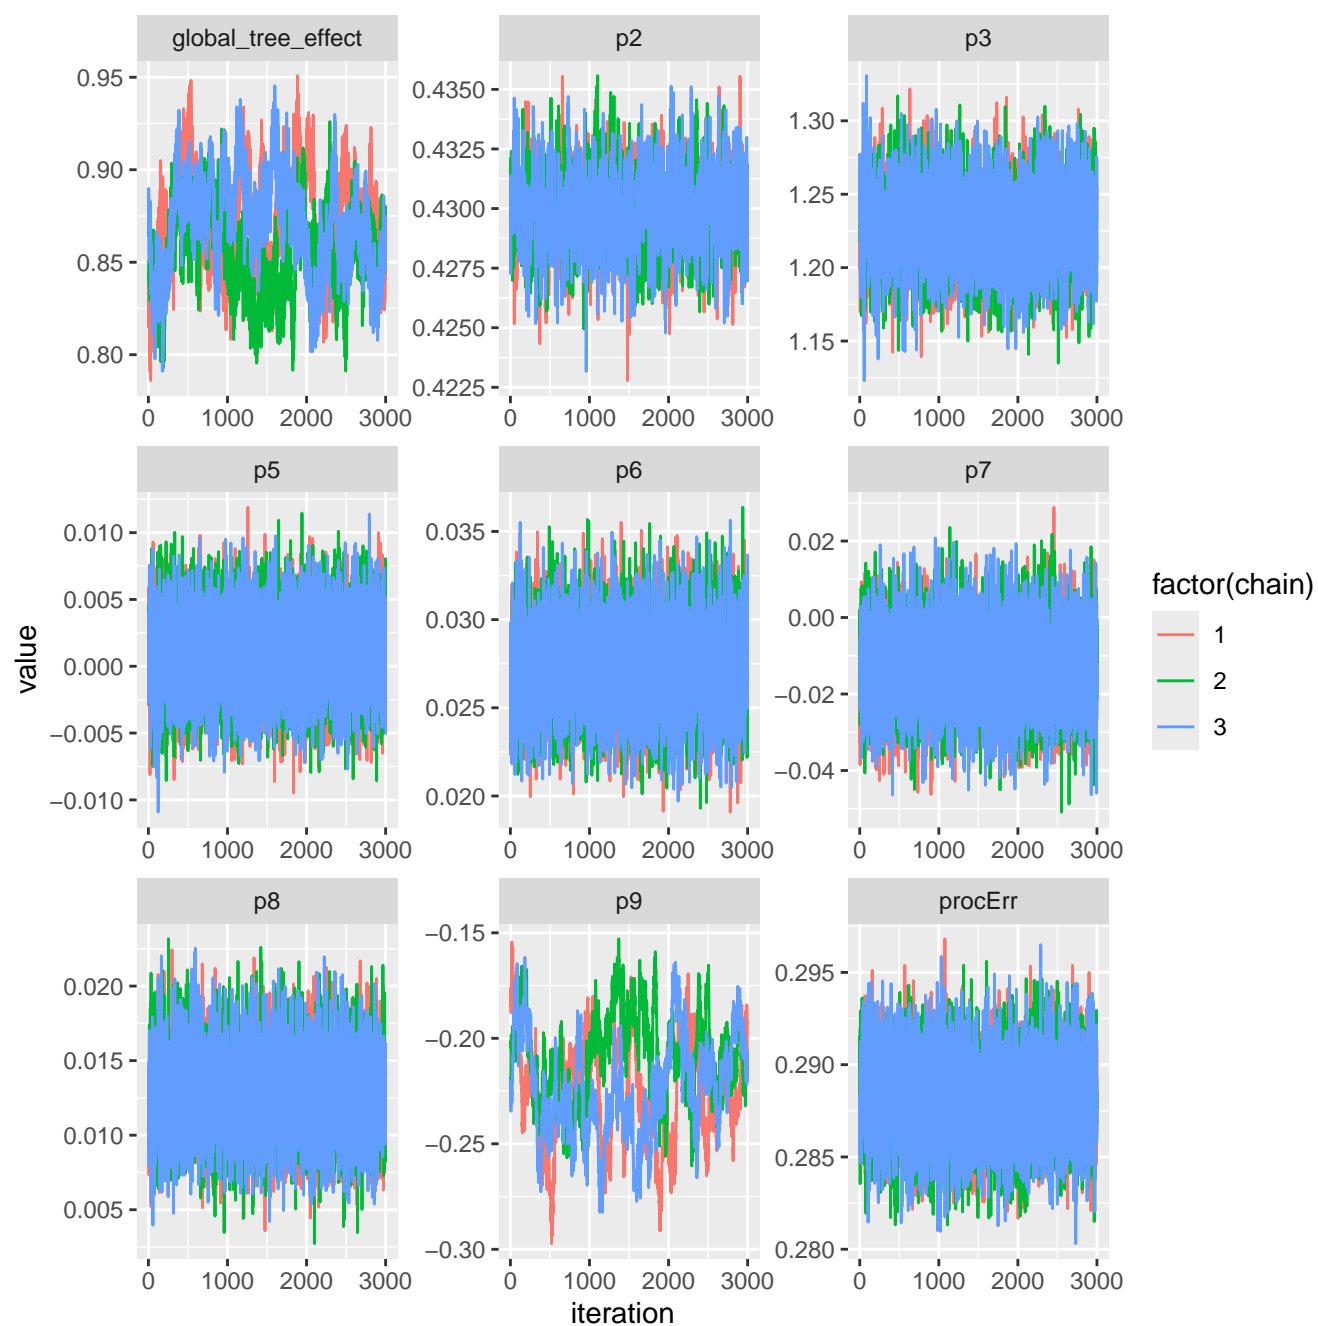 global_tree_effect
p2
p3
0.95
0.90
0.85
0.80
0.4350
0.4325
0.4300
0.4275
0.4250
0.4225
1.30
1.25
1.20
1.15
0 1000 2000 3000
0 1000 2000 3000
0 1000 2000 3000
p5
p6
p7
0.010
0.005
0.000
−0.005
−0.010
0.035
0.030
0.025
0.020
0.02
0.00
−0.02
−0.04
0 1000 2000 3000
0 1000 2000 3000
0 1000 2000 3000
p8
p9
procErr
0.020
0.015
0.010
0.005
−0.15
−0.20
−0.25
−0.30
0.295
0.290
0.285
0.280
0 1000 2000 3000
0 1000 2000 3000
0 1000 2000 3000
value
iteration
factor(chain)
1
2
3